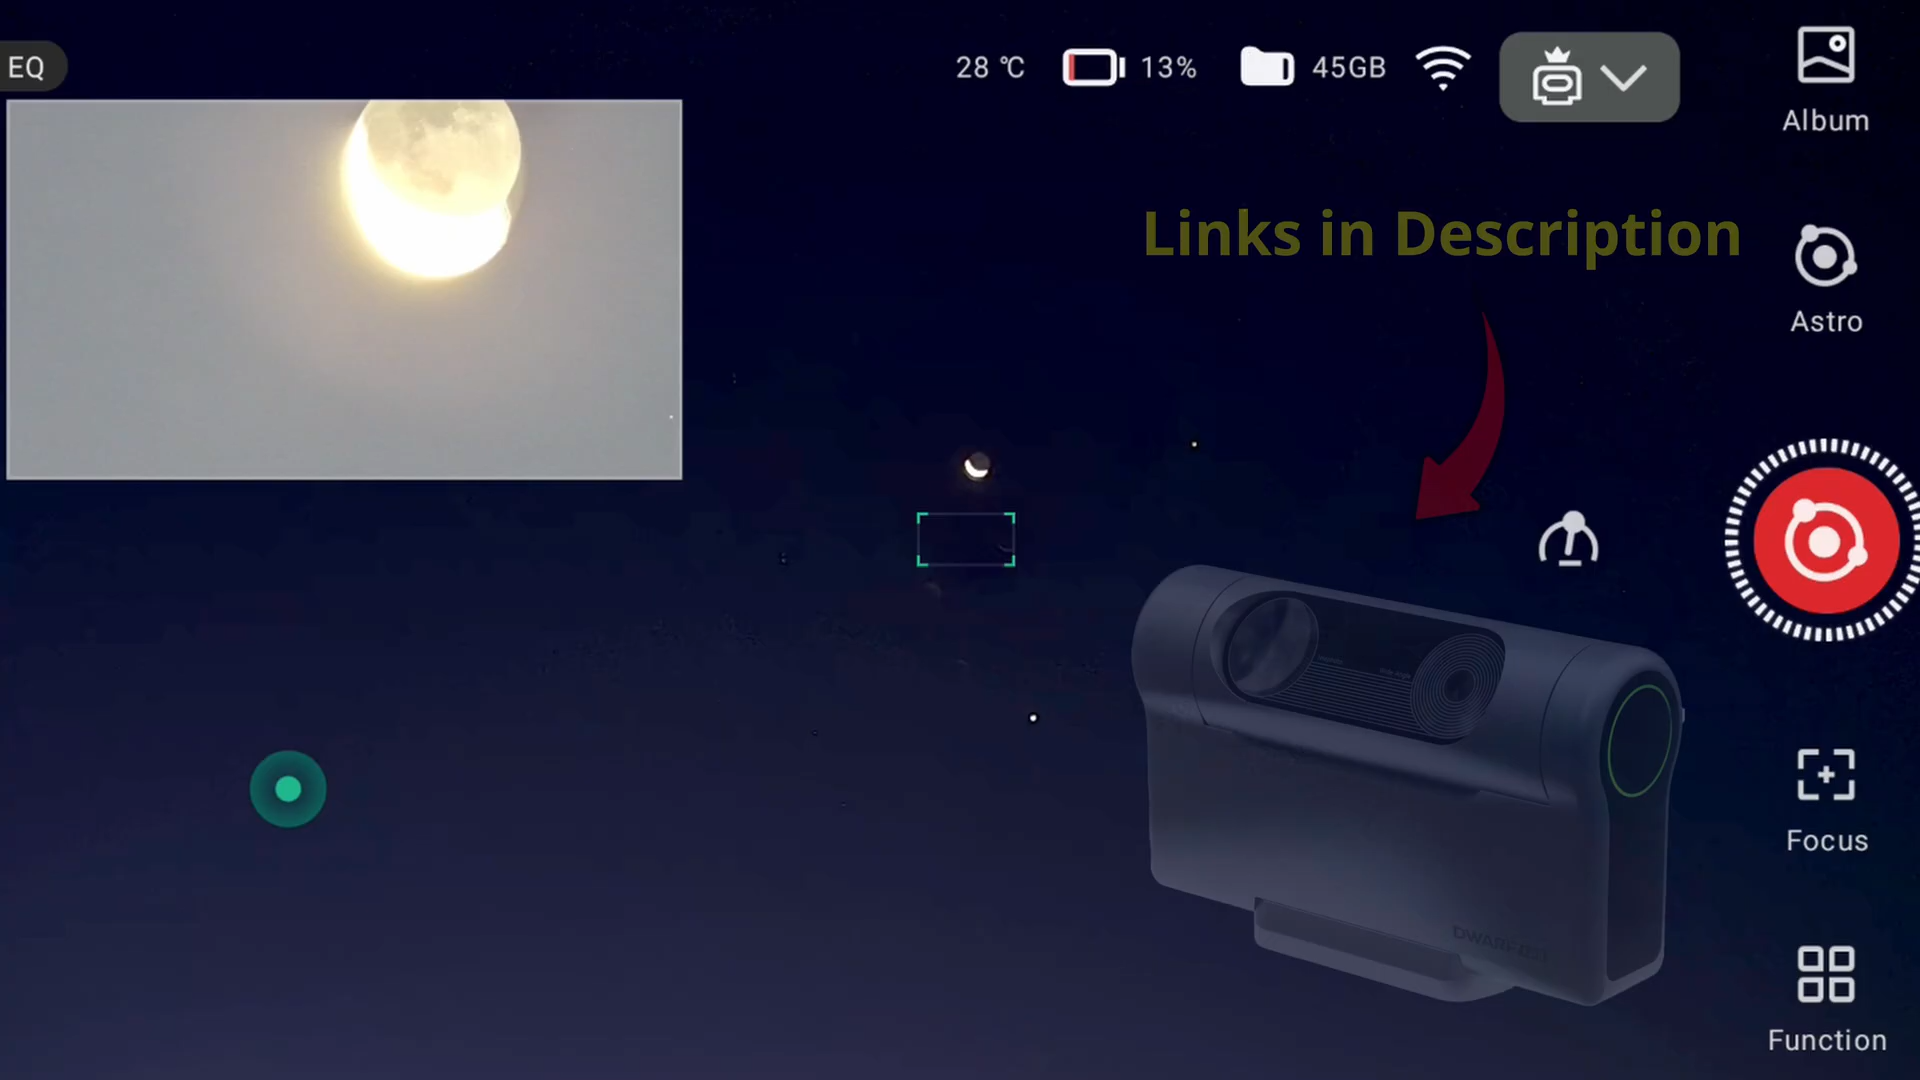 EQ
28 ℃
13%
45GB
Album
Links in Description
Astro
Focus
Function